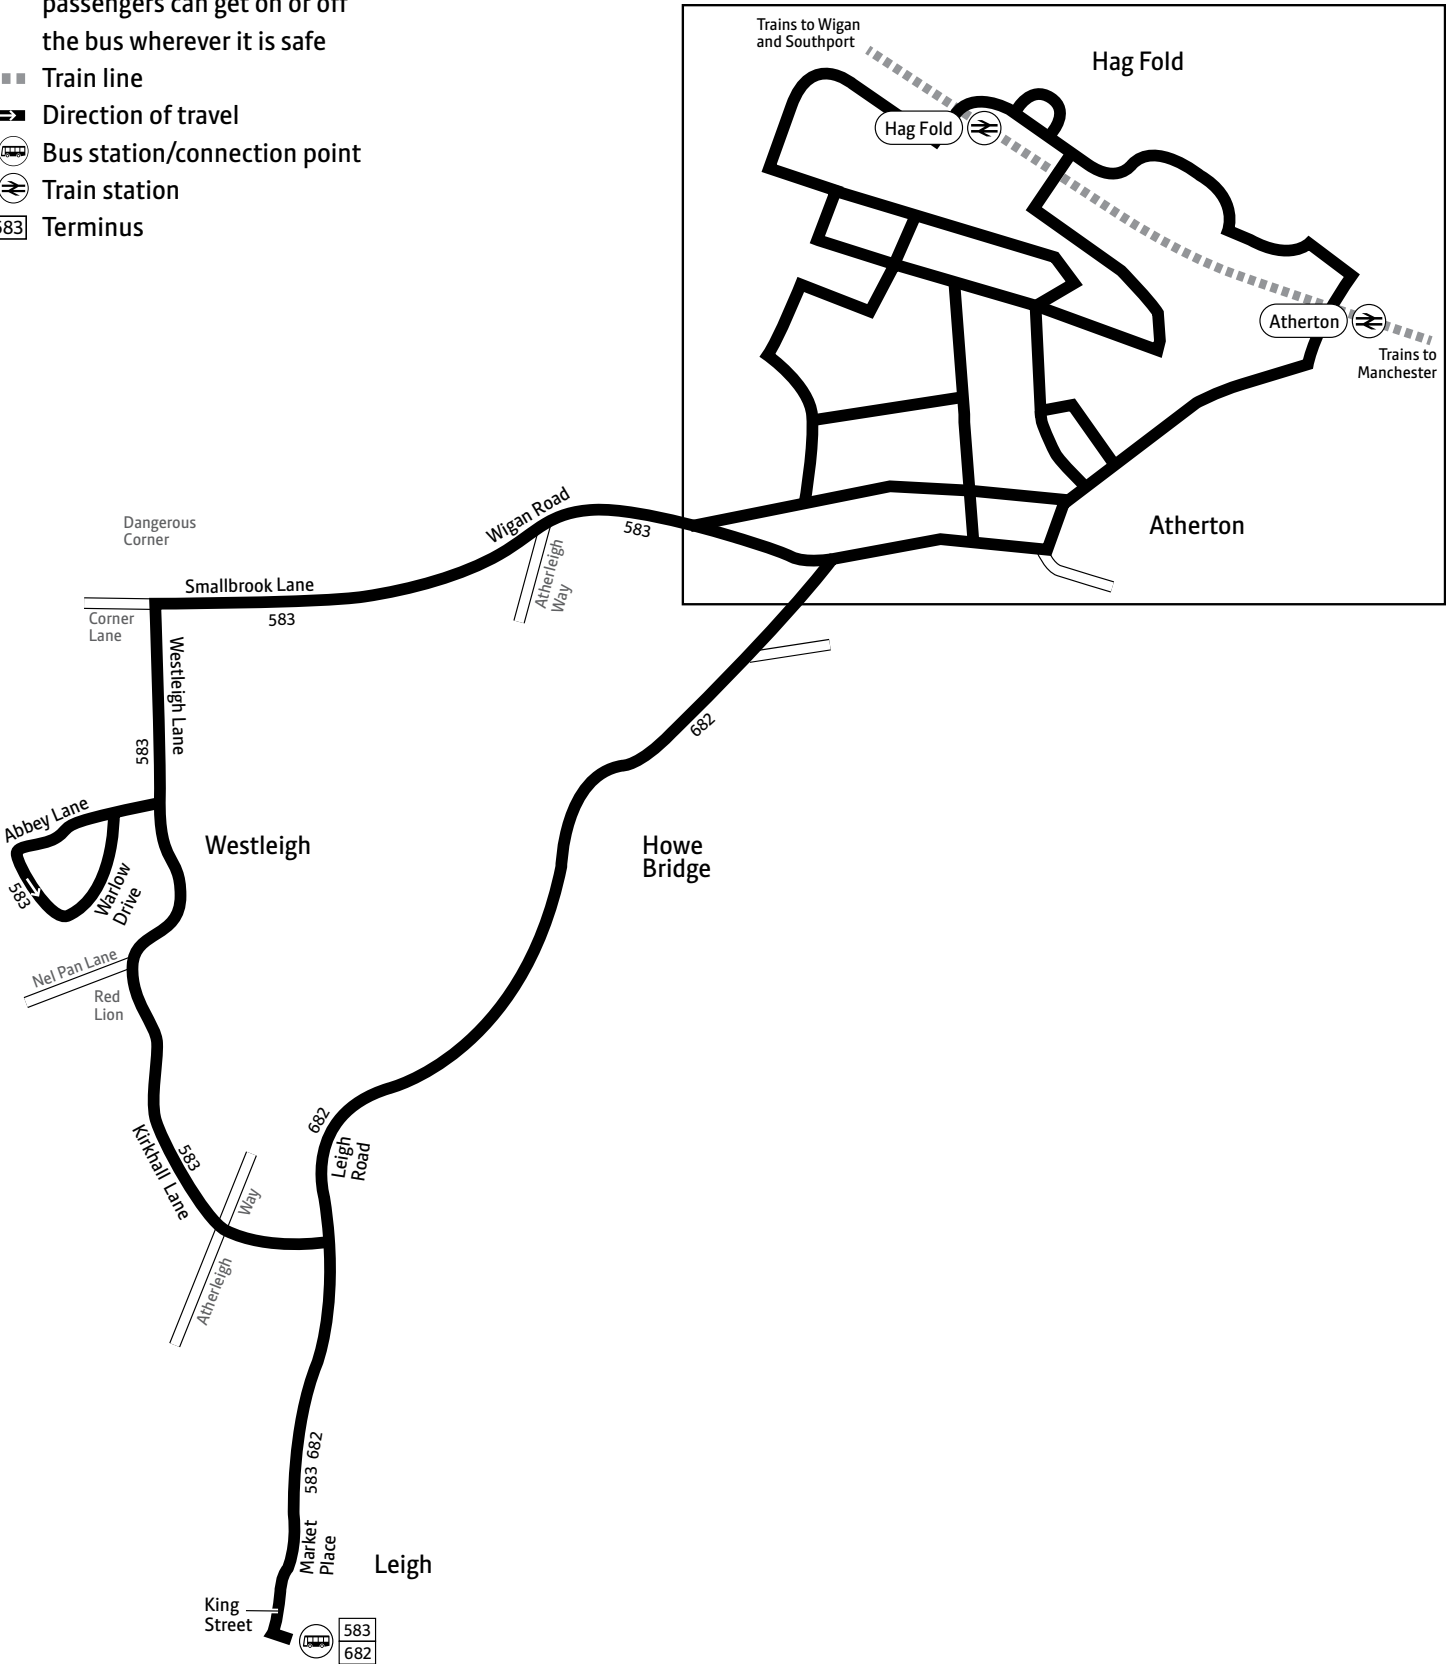 passengers can get on or off
the bus wherever it is safe
Train line
Direction of travel
Bus station/connection point
Train station
583 Terminus
Trains to Wigan
and Southport
Hag Fold
Hag Fold
Atherton
Trains to
Manchester
Atherton
Wigan Road
583
Atherleigh
Way
Dangerous
Corner
Smallbrook Lane
583
Corner
Lane
Westleigh Lane
583
682
Abbey Lane
583
Warlow
Drive
Westleigh
Howe
Bridge
Nel Pan Lane
Red
Lion
Kirkhall Lane
583
682
Leigh
Road
Atherleigh
Way
583 682
Market
Place
Leigh
King
Street
583
682